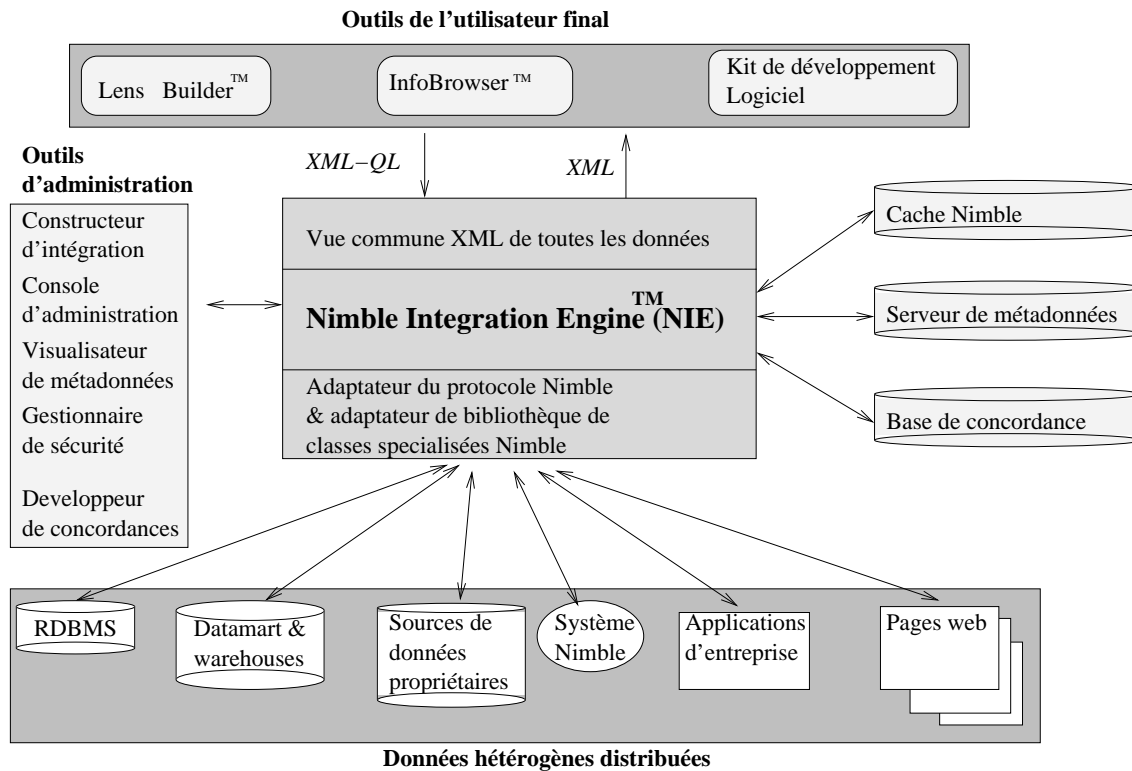 Outils de l'utilisateur final
Lens Builder™
InfoBrowser™
Kit de développement
Logiciel
XML−QL
XML
Outils
d'administration
Constructeur
d'intégration
Console
d'administration
Visualisateur
de métadonnées
Gestionnaire
de sécurité
Developpeur
de concordances
Vue commune XML de toutes les données
Nimble Integration Engine™ (NIE)
Adaptateur du protocole Nimble
& adaptateur de bibliothèque de
classes specialisées Nimble
Cache Nimble
Serveur de métadonnées
Base de concordance
RDBMS
Datamart &
warehouses
Sources de
données
propriétaires
Système
Nimble
Applications
d'entreprise
Pages web
Données hétérogènes distribuées